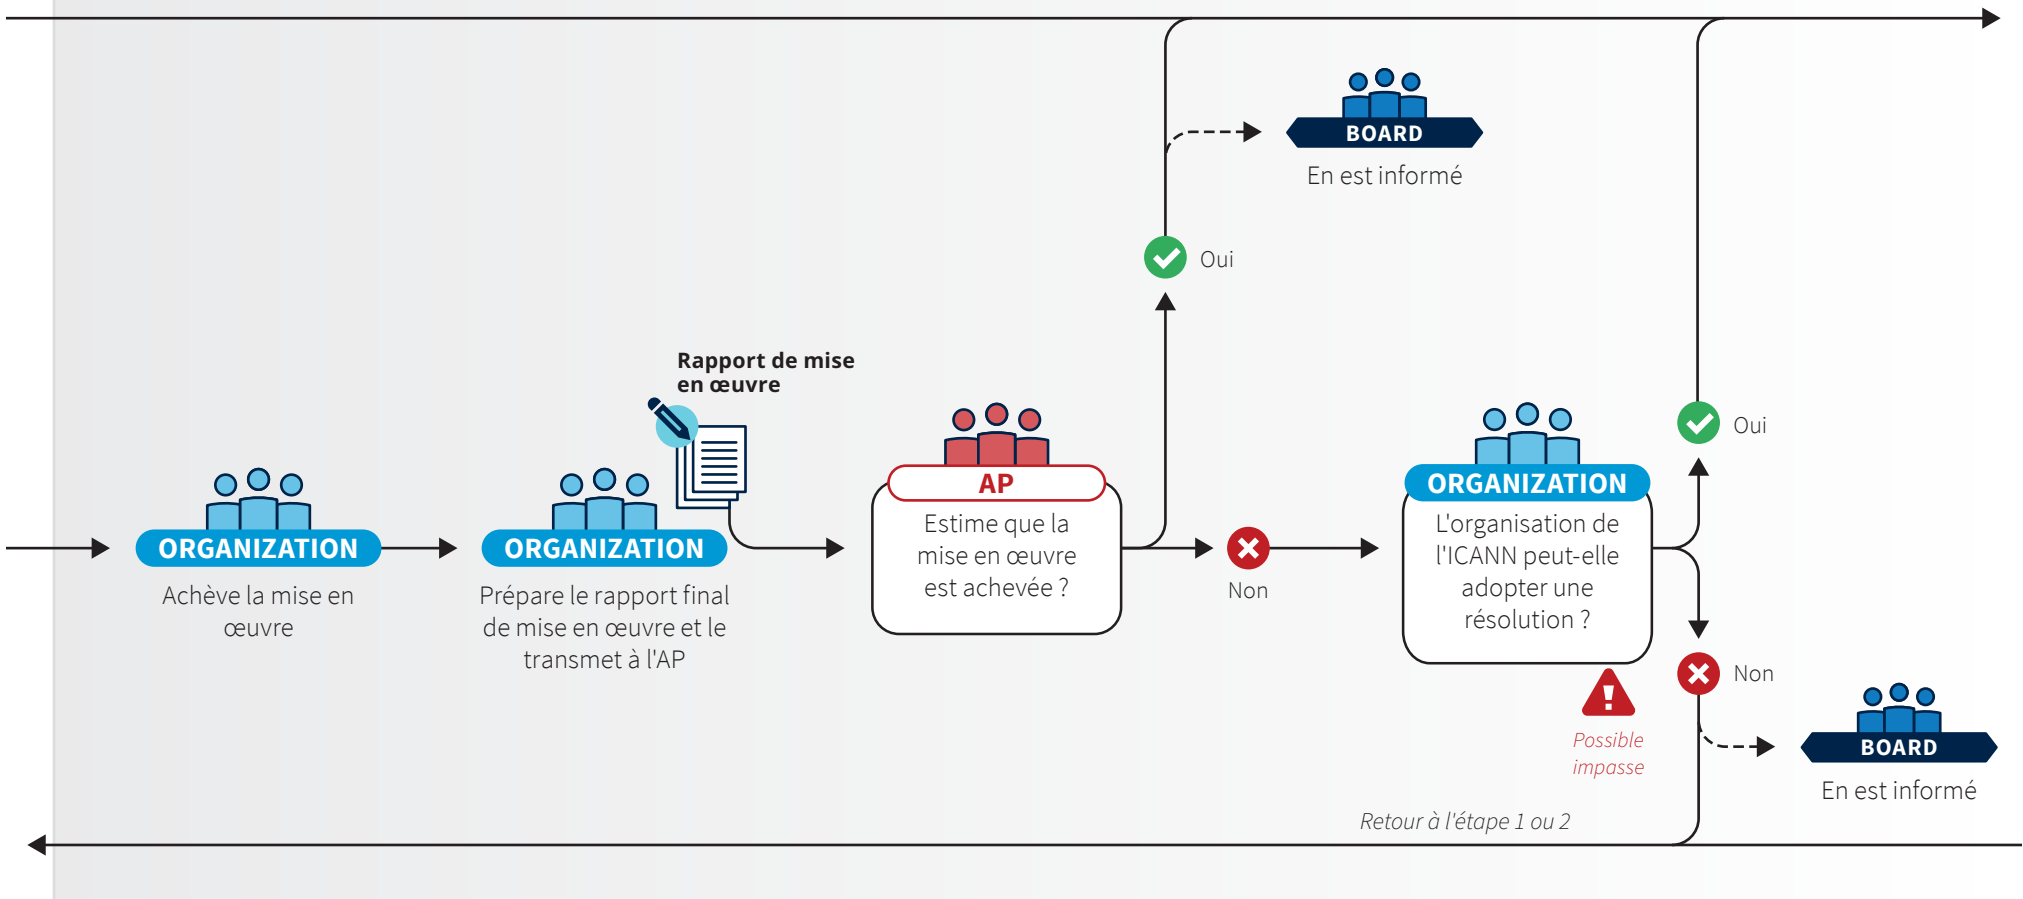 BOARD
En est informé
Oui
Rapport de mise
en œuvre
ORGANIZATION
Achève la mise en
œuvre
ORGANIZATION
Prépare le rapport final
de mise en œuvre et le
transmet à l'AP
AP
Estime que la
mise en œuvre
est achevée ?
Non
ORGANIZATION
L'organisation de
l'ICANN peut-elle
adopter une
résolution ?
Oui
Non
Possible
impasse
BOARD
En est informé
Retour à l'étape 1 ou 2